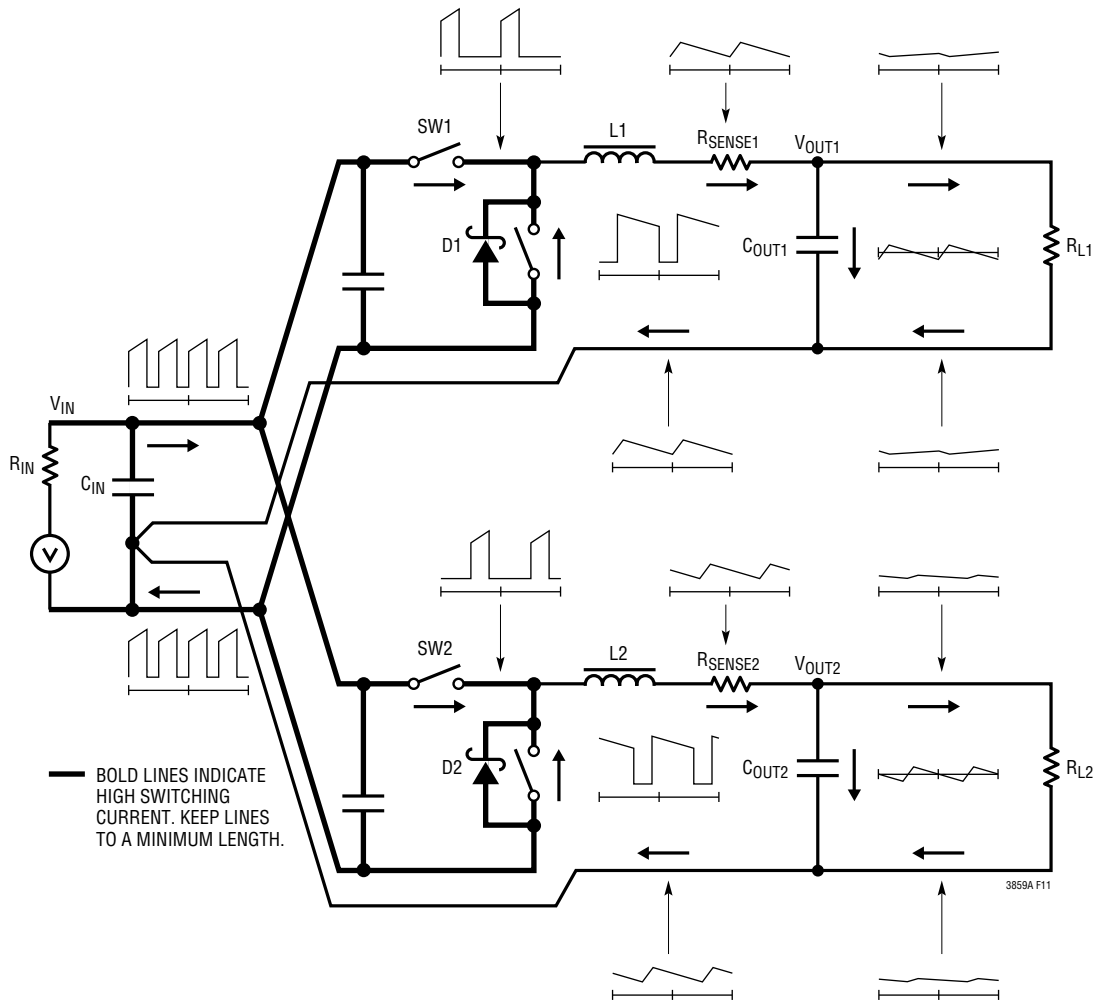 SW1
L1
RSENSE1
VOUT1
D1
COUT1
RL1
VIN
RIN
CIN
SW2
L2
RSENSE2
VOUT2
D2
COUT2
RL2
BOLD LINES INDICATE
HIGH SWITCHING
CURRENT. KEEP LINES
TO A MINIMUM LENGTH.
3859A F11